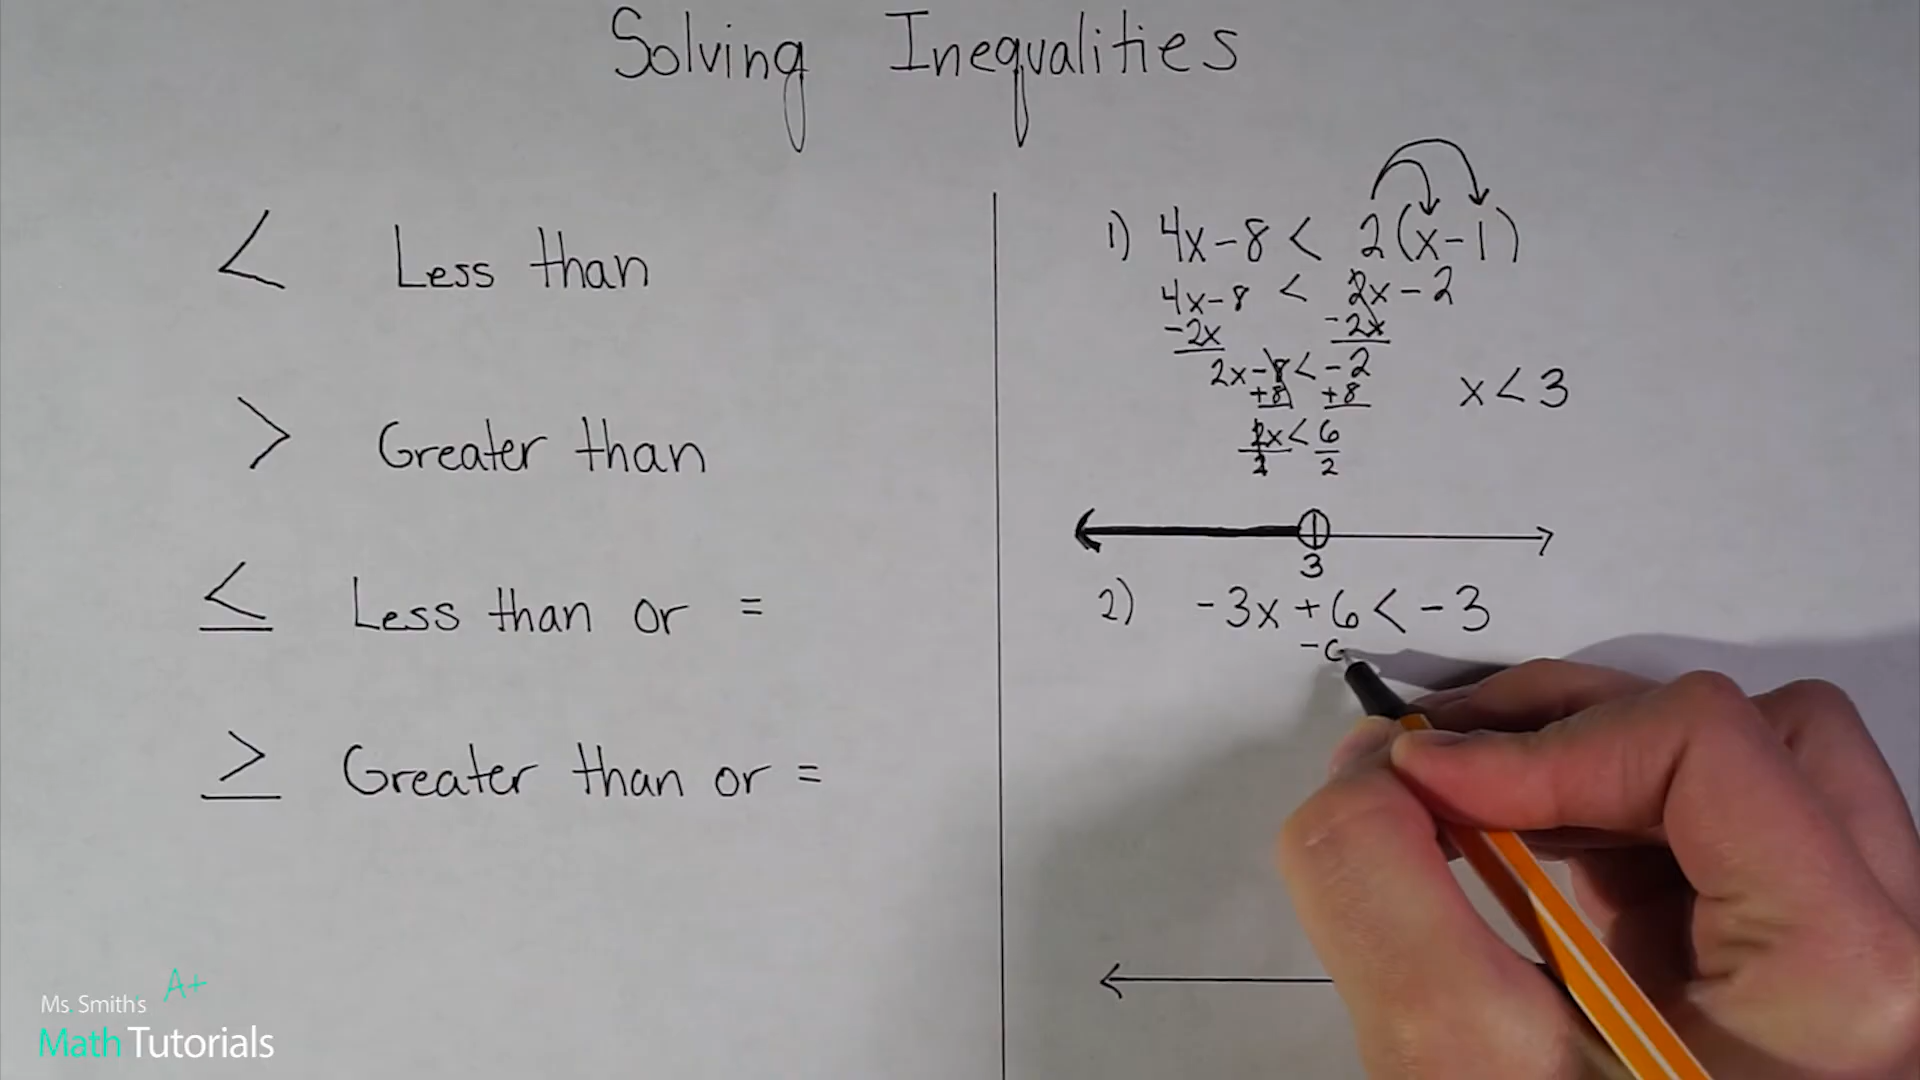 Solving Inequalities
< Less than
> Greater than
≤ Less than or =
≥ Greater than or =
1) 4x-8 < 2(x-1)
4x-8 < 2x-2
-2x -2x
2x-8 < -2
+8 +8
2x < 6
2 2
x < 3
3
2) -3x+6 < -3
-6
A+
Ms. Smith's
Math Tutorials